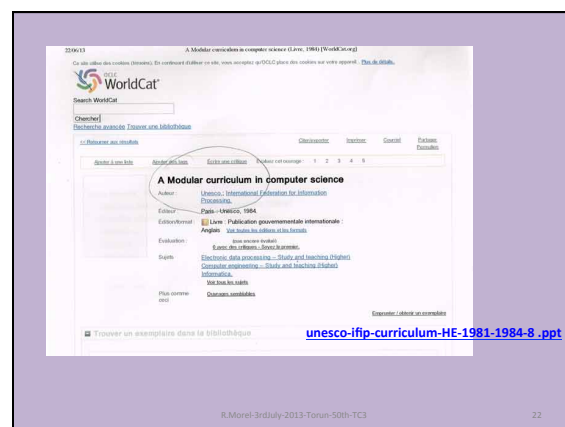 22/06/13 A Modular curriculum in computer science (Livre, 1984) [WorldCat.org]
Ce site utilise des cookies (témoins). En continuant d'utiliser ce site, vous acceptez qu'OCLC place des cookies sur votre appareil. Plus de détails.
OCLC
WorldCat®
Search WorldCat
Chercher
Recherche avancée Trouver une bibliothèque
<< Retourner aux résultats Citer/exporter Imprimer Courriel Partager
Permalien
Ajouter à une liste Ajouter des tags Écrire une critique Évaluez cet ouvrage : 1 2 3 4 5
A Modular curriculum in computer science
Auteur : Unesco.; International Federation for Information
Processing.
Éditeur : Paris : Unesco, 1984.
Édition/format : Livre : Publication gouvernementale internationale :
Anglais Voir toutes les éditions et les formats
Évaluation : (pas encore évalué)
0 avec des critiques - Soyez le premier.
Sujets Electronic data processing -- Study and teaching (Higher)
Computer engineering -- Study and teaching (Higher)
Informatica.
Voir tous les sujets
Plus comme Ouvrages semblables
ceci
Emprunter / obtenir un exemplaire
Trouver un exemplaire dans la bibliothèque
unesco-ifip-curriculum-HE-1981-1984-8 .ppt
R.Morel-3rdJuly-2013-Torun-50th-TC3 22